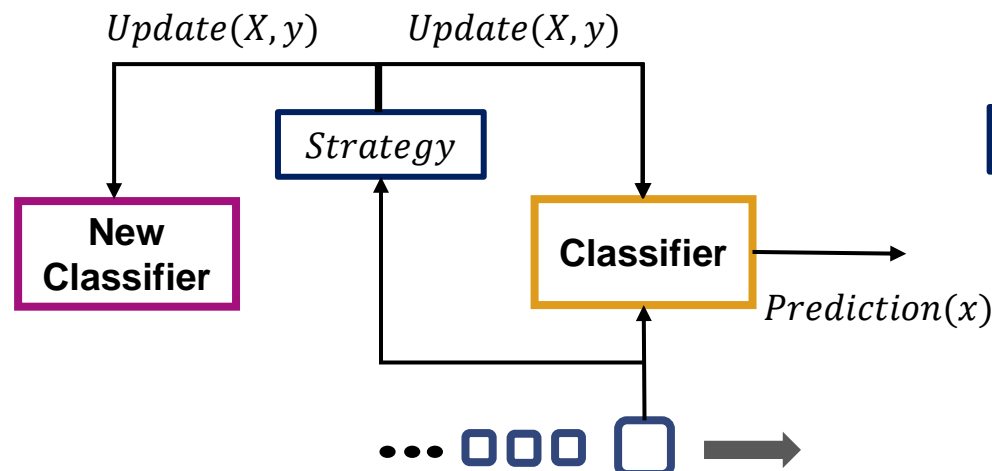 Update(X, y) Update(X, y)
Strategy
New
Classifier
Classifier
Prediction(x)